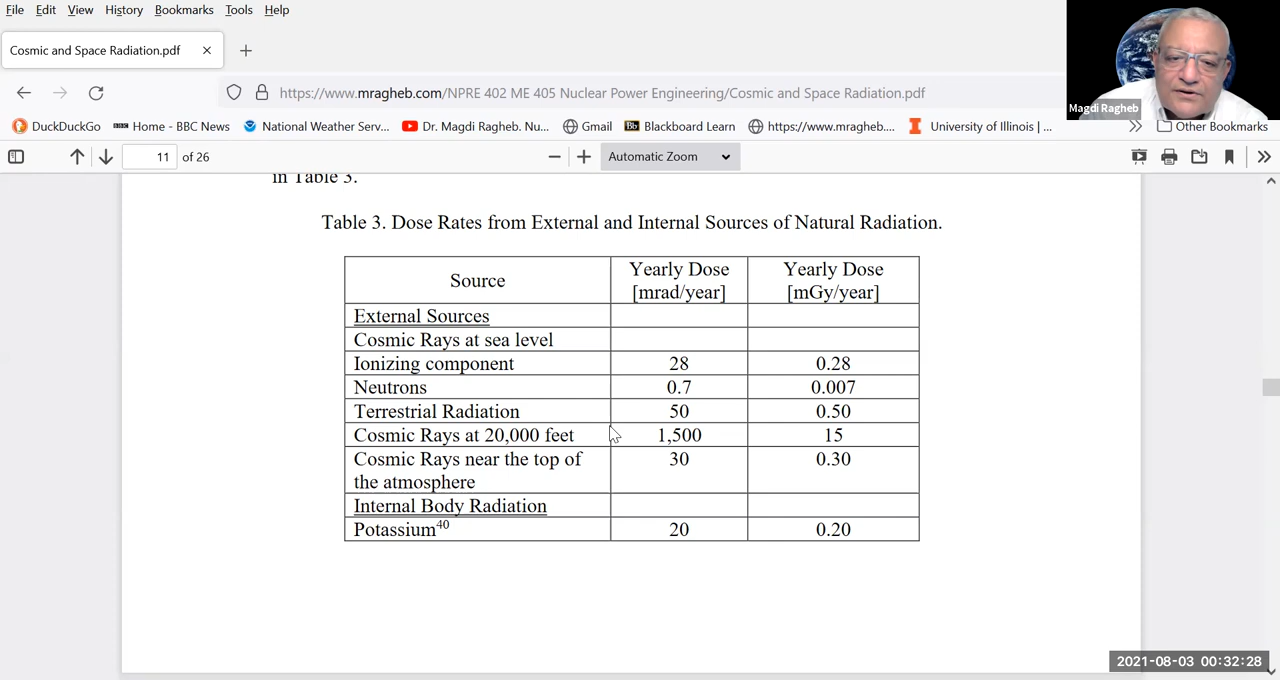 File Edit View History Bookmarks Tools Help
Cosmic and Space Radiation.pdf
https://www.mragheb.com/NPRE 402 ME 405 Nuclear Power Engineering/Cosmic and Space Radiation.pdf
Magdi Ragheb
DuckDuckGo BBC Home - BBC News National Weather Serv... Dr. Magdi Ragheb. Nu... Gmail Bb Blackboard Learn https://www.mragheb.... University of Illinois |... Other Bookmarks
11 of 26 Automatic Zoom
in Table 3.
Table 3. Dose Rates from External and Internal Sources of Natural Radiation.
Source Yearly Dose [mrad/year] Yearly Dose [mGy/year]
External Sources
Cosmic Rays at sea level
Ionizing component 28 0.28
Neutrons 0.7 0.007
Terrestrial Radiation 50 0.50
Cosmic Rays at 20,000 feet 1,500 15
Cosmic Rays near the top of 30 0.30
the atmosphere
Internal Body Radiation
Potassium⁴⁰ 20 0.20
2021-08-03 00:32:28